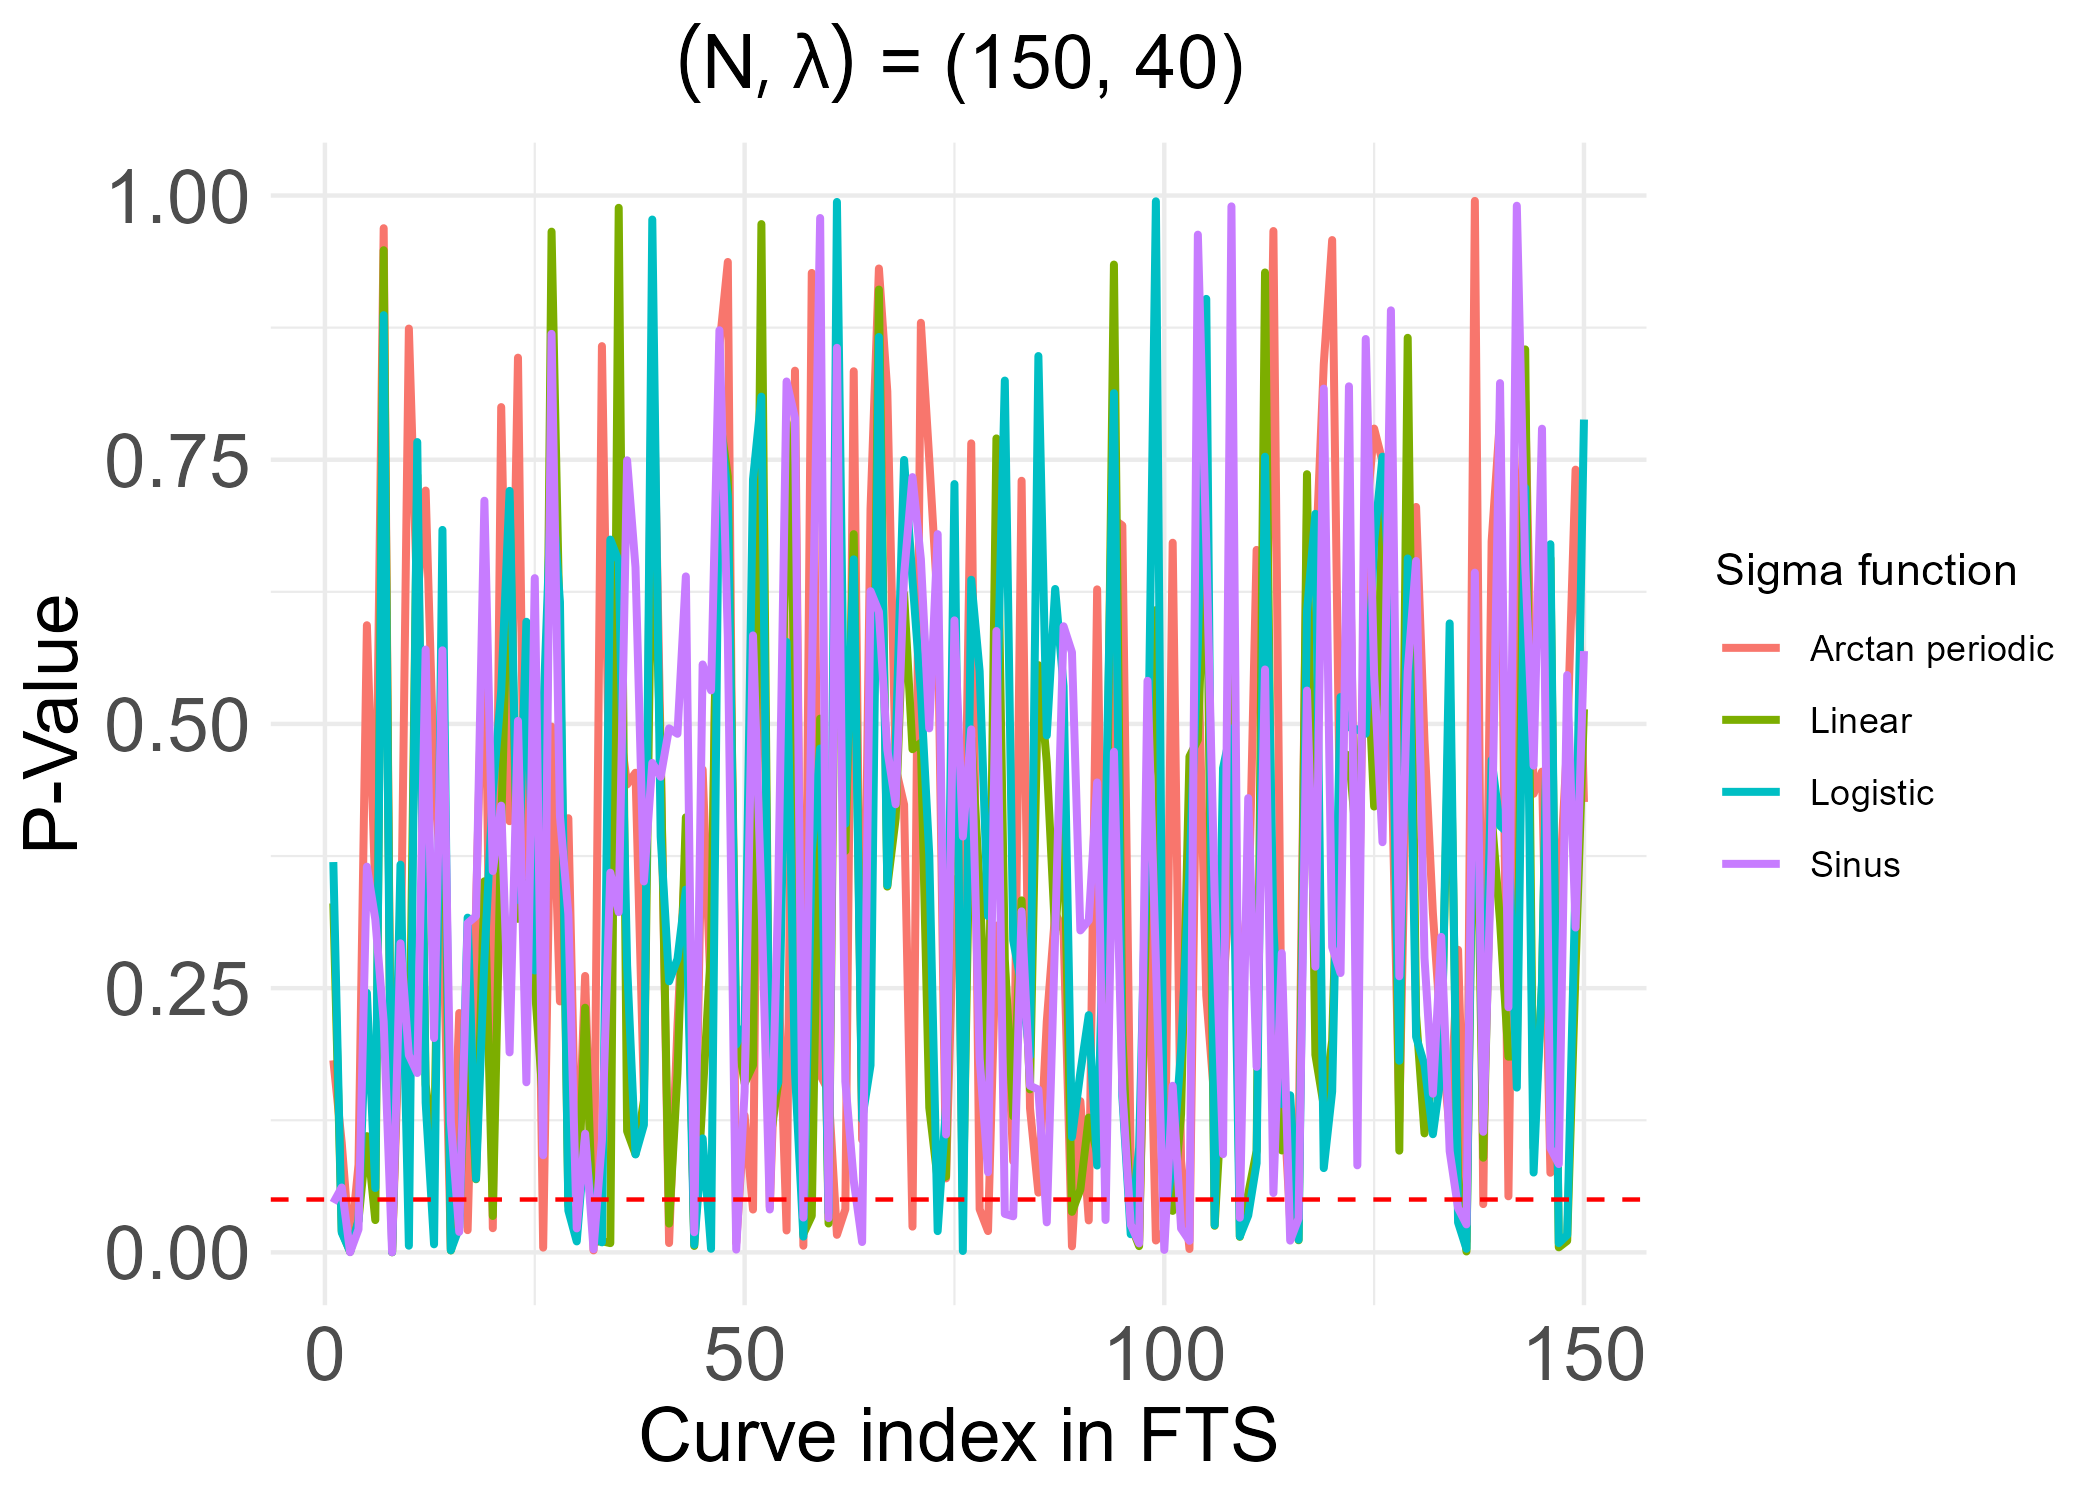 (N, λ) = (150, 40)
P-Value
1.00
0.75
0.50
0.25
0.00
0
50
100
150
Curve index in FTS
Sigma function
Arctan periodic
Linear
Logistic
Sinus